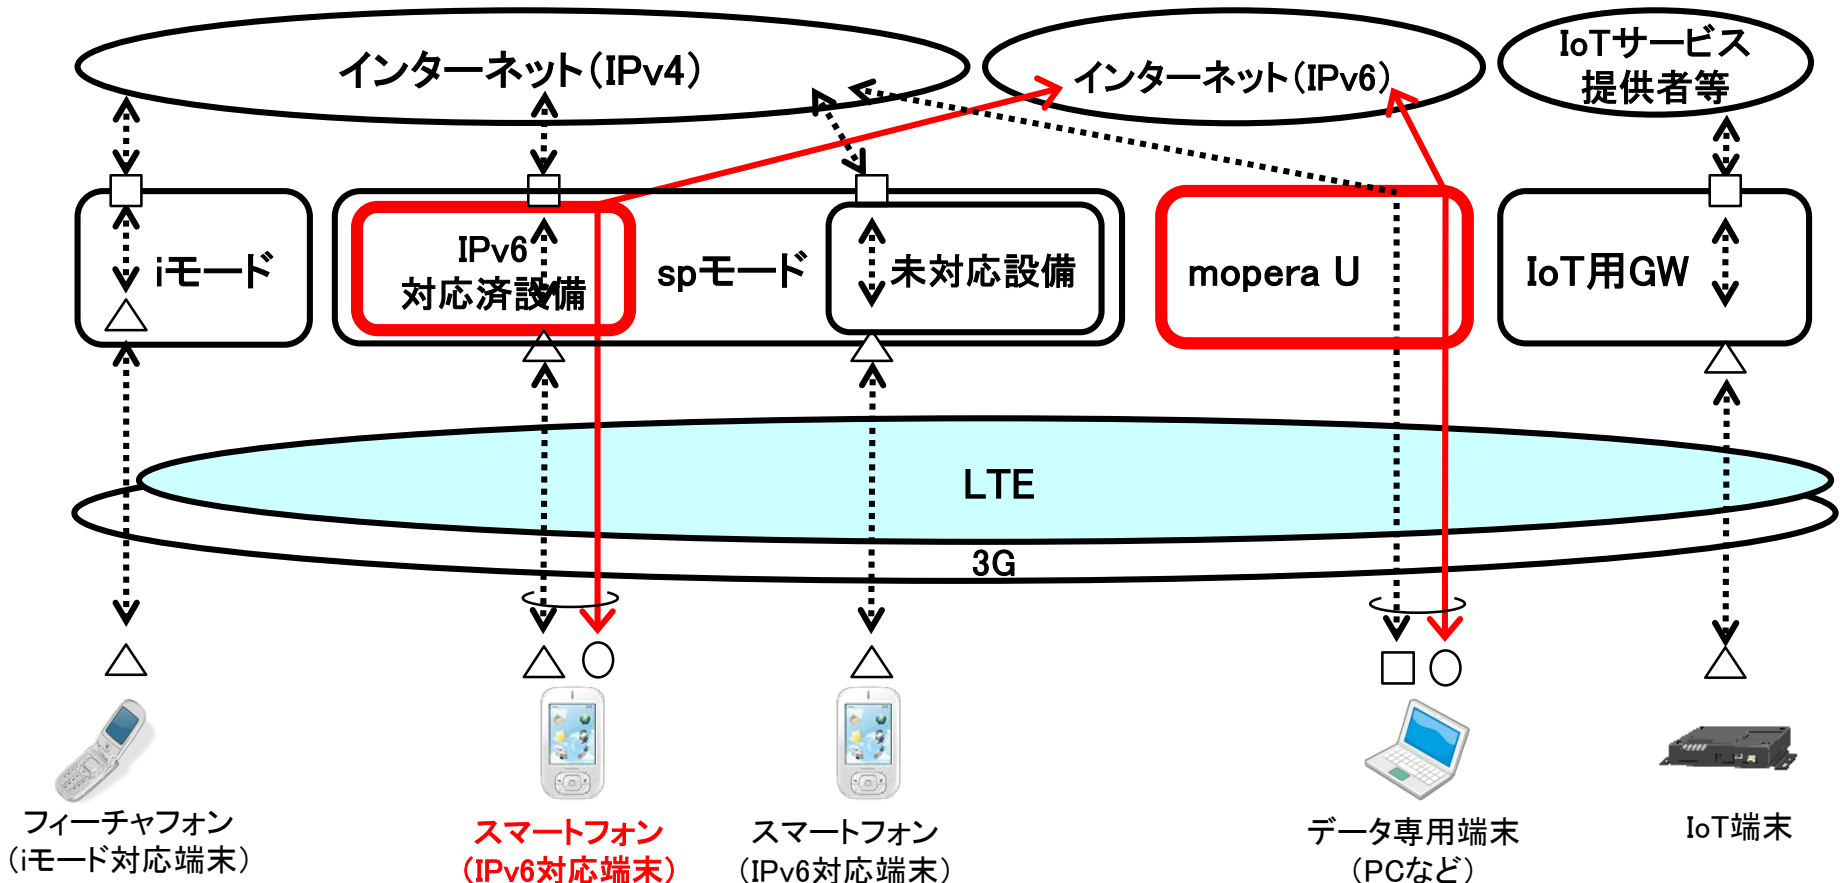 インターネット(IPv4)
インターネット(IPv6)
IoTサービス
提供者等
iモード
IPv6
対応済設備
spモード
未対応設備
mopera U
IoT用GW
LTE
3G
フィーチャフォン
(iモード対応端末)
スマートフォン
(IPv6対応端末)
スマートフォン
(IPv6対応端末)
データ専用端末
(PCなど)
IoT端末